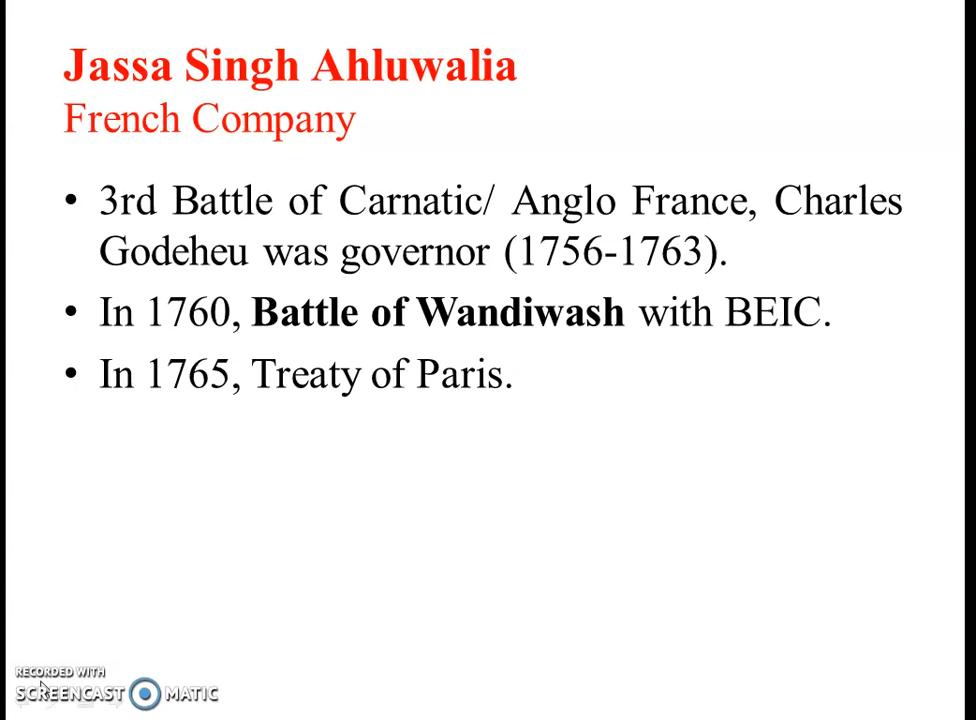 Jassa Singh Ahluwalia
French Company
• 3rd Battle of Carnatic/ Anglo France, Charles
Godeheu was governor (1756-1763).
• In 1760, Battle of Wandiwash with BEIC.
• In 1765, Treaty of Paris.
RECORDED WITH
SCREENCAST MATIC